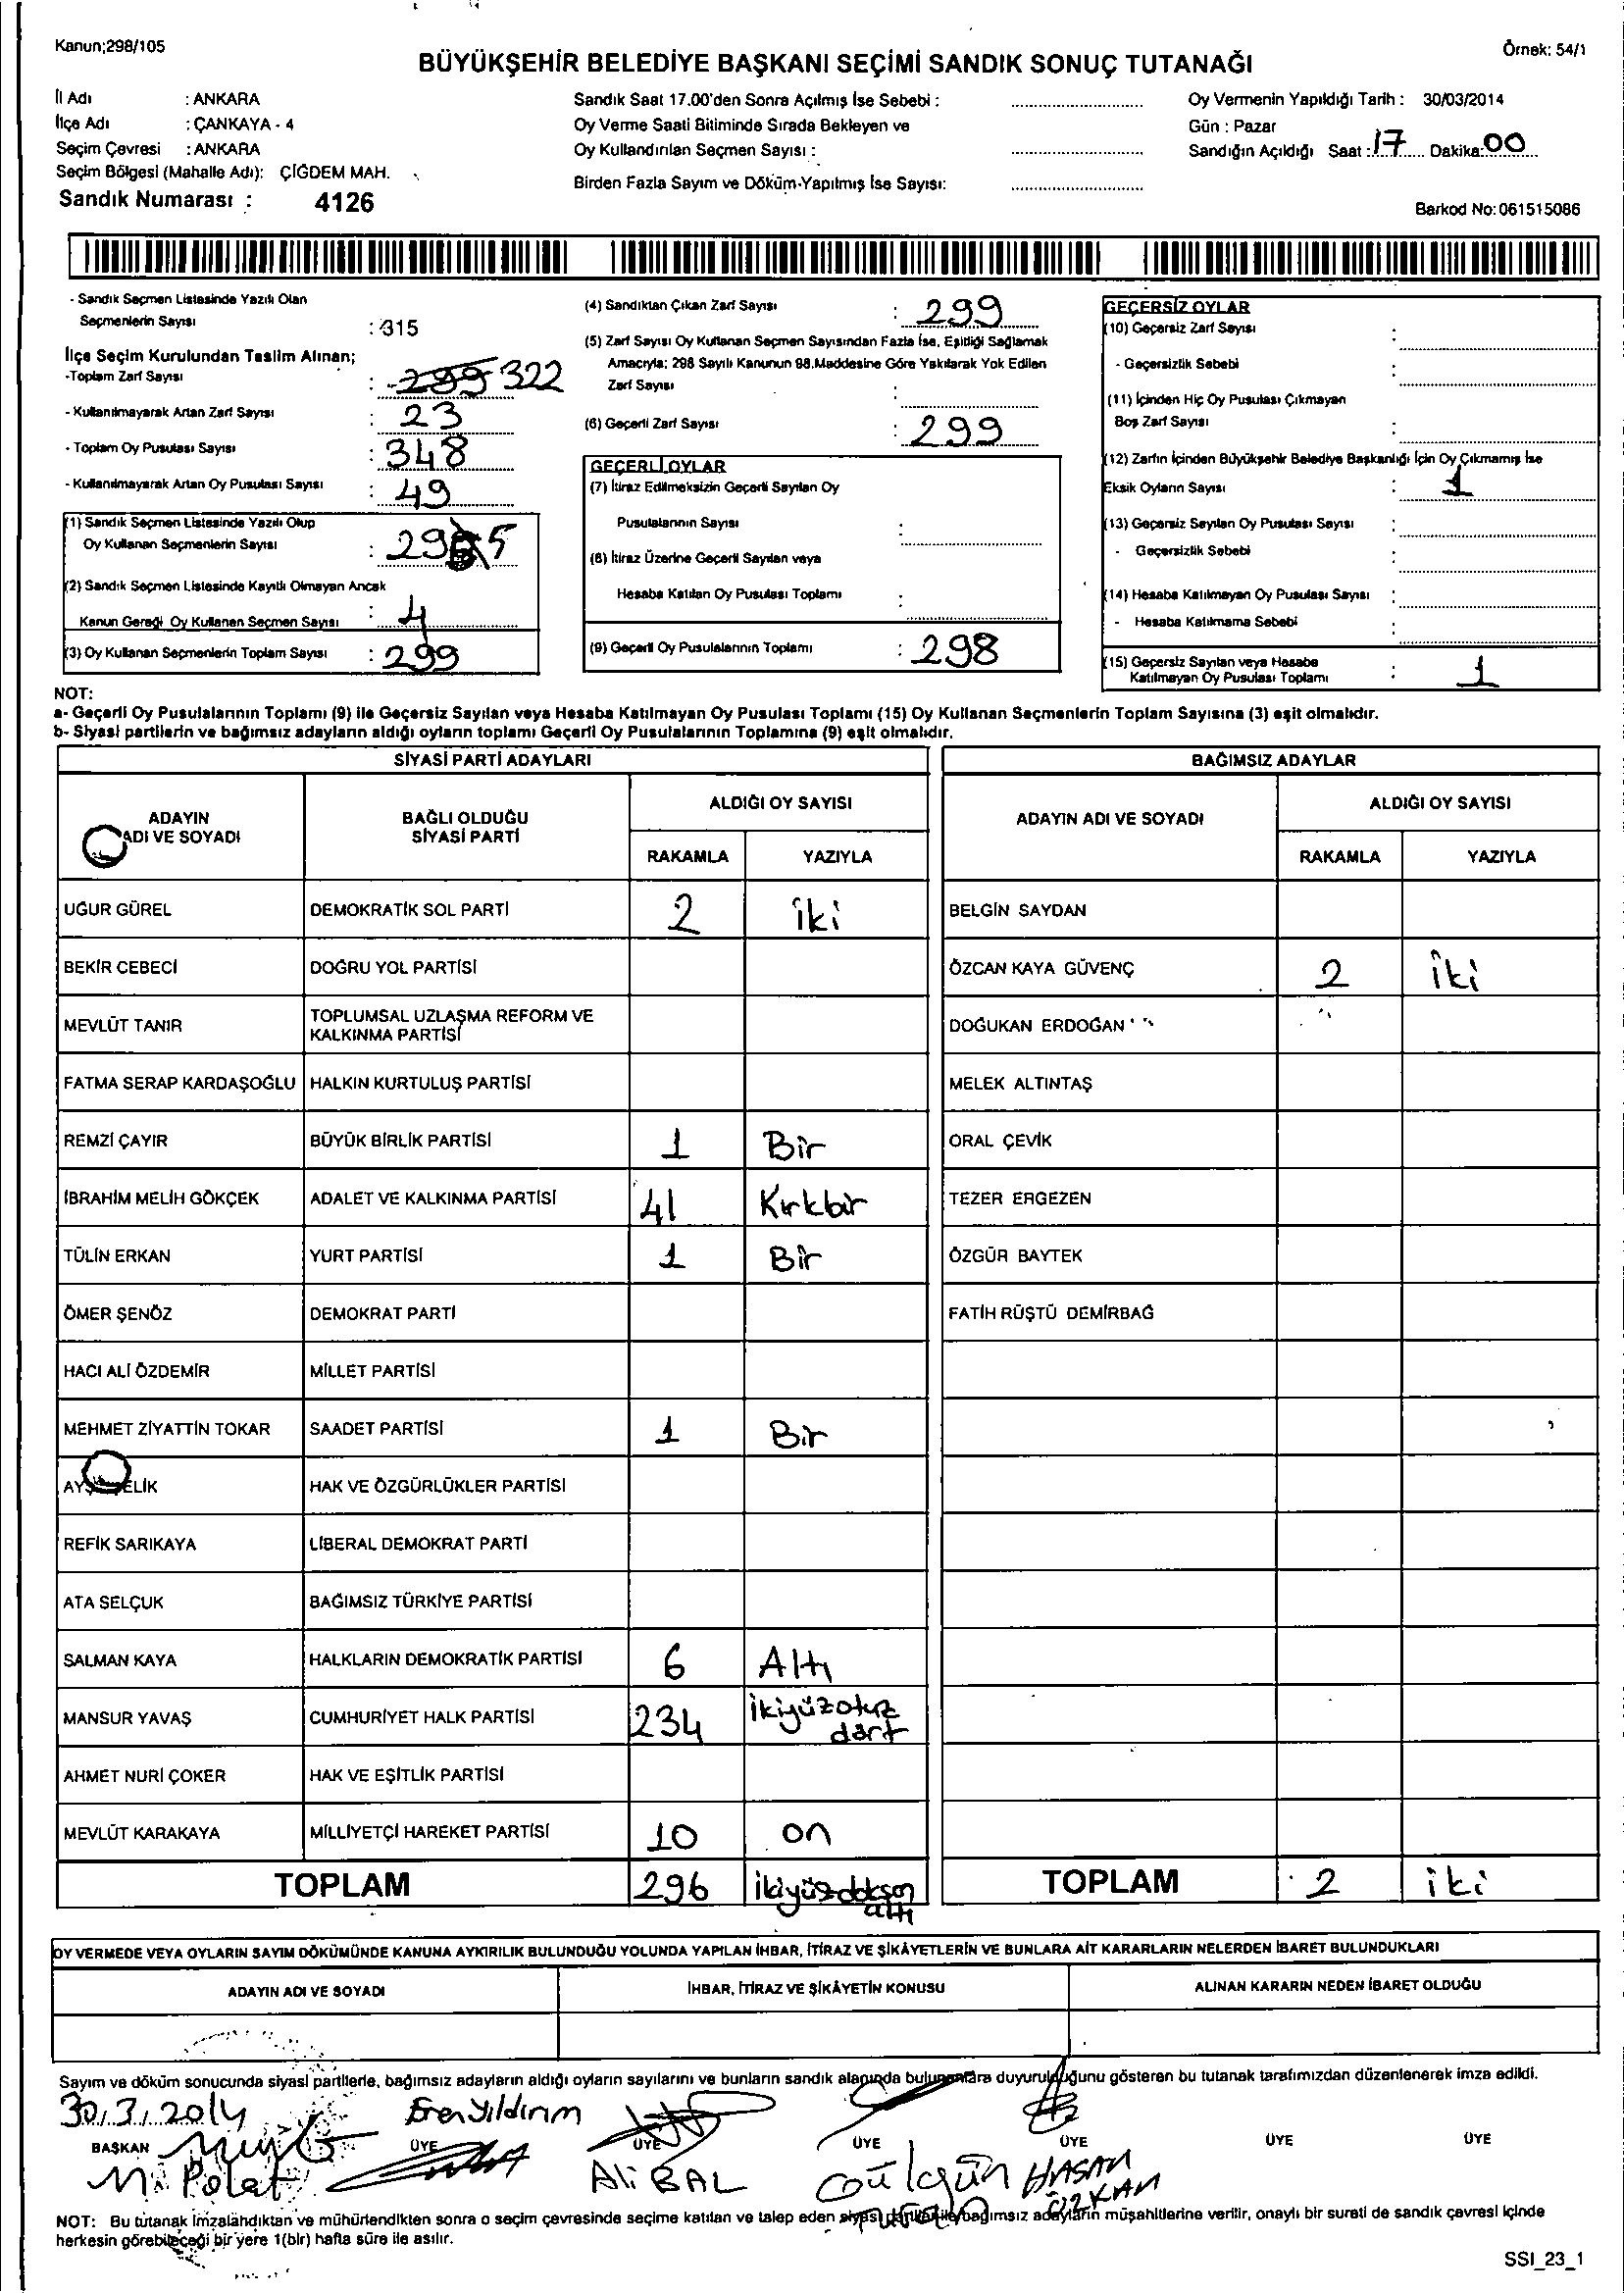 Kanun;298/105
Örnek: 54/1
BÜYÜKŞEHİR BELEDİYE BAŞKANI SEÇİMİ SANDIK SONUÇ TUTANAĞI
İl Adı : ANKARA
İlçe Adı : ÇANKAYA - 4
Seçim Çevresi : ANKARA
Seçim Bölgesi (Mahalle Adı): ÇİĞDEM MAH.
Sandık Numarası : 4126
Sandık Saat 17.00'den Sonra Açılmış İse Sebebi :
Oy Verme Saati Bitiminde Sırada Bekleyen ve
Oy Kullandırılan Seçmen Sayısı :
Birden Fazla Sayım ve Döküm Yapılmış İse Sayısı:
Oy Vermenin Yapıldığı Tarih : 30/03/2014
Gün : Pazar
Sandığın Açıldığı Saat : 17 Dakika: 00
Barkod No: 061515086
- Sandık Seçmen Listesinde Yazılı Olan
Seçmenlerin Sayısı : 315
İlçe Seçim Kurulundan Teslim Alınan;
-Toplam Zarf Sayısı : 322
- Kullanılmayarak Artan Zarf Sayısı : 23
- Toplam Oy Pusulası Sayısı : 348
- Kullanılmayarak Artan Oy Pusulası Sayısı : 49
(1) Sandık Seçmen Listesinde Yazılı Olup
Oy Kullanan Seçmenlerin Sayısı : 295
(2) Sandık Seçmen Listesinde Kayıtlı Olmayan Ancak
Kanun Gereği Oy Kullanan Seçmen Sayısı : 4
(3) Oy Kullanan Seçmenlerin Toplam Sayısı : 299
(4) Sandıktan Çıkan Zarf Sayısı : 299
(5) Zarf Sayısı Oy Kullanan Seçmen Sayısından Fazla İse, Eşitliği Sağlamak
Amacıyla; 298 Sayılı Kanunun 98.Maddesine Göre Yakılarak Yok Edilen
Zarf Sayısı :
(6) Geçerli Zarf Sayısı : 299
GEÇERLİ OYLAR
(7) İtiraz Edilmeksizin Geçerli Sayılan Oy
Pusulalarının Sayısı :
(8) İtiraz Üzerine Geçerli Sayılan veya
Hesaba Katılan Oy Pusulası Toplamı :
(9) Geçerli Oy Pusulalarının Toplamı : 298
GEÇERSİZ OYLAR
(10) Geçersiz Zarf Sayısı :
- Geçersizlik Sebebi :
(11) İçinden Hiç Oy Pusulası Çıkmayan
Boş Zarf Sayısı :
(12) Zarfın İçinden Büyükşehir Belediye Başkanlığı İçin Oy Çıkmamış İse
Eksik Oyların Sayısı : 1
(13) Geçersiz Sayılan Oy Pusulası Sayısı :
- Geçersizlik Sebebi :
(14) Hesaba Katılmayan Oy Pusulası Sayısı :
- Hesaba Katılmama Sebebi :
(15) Geçersiz Sayılan veya Hesaba
Katılmayan Oy Pusulası Toplamı : 1
NOT:
a- Geçerli Oy Pusulalarının Toplamı (9) ile Geçersiz Sayılan veya Hesaba Katılmayan Oy Pusulası Toplamı (15) Oy Kullanan Seçmenlerin Toplam Sayısına (3) eşit olmalıdır.
b- Siyasi partilerin ve bağımsız adayların aldığı oyların toplamı Geçerli Oy Pusulalarının Toplamına (9) eşit olmalıdır.
SİYASİ PARTİ ADAYLARI
ADAYIN ADI VE SOYADI
BAĞLI OLDUĞU SİYASİ PARTİ
ALDIĞI OY SAYISI
RAKAMLA YAZIYLA
UĞUR GÜREL DEMOKRATİK SOL PARTİ 2 iki
BEKİR CEBECİ DOĞRU YOL PARTİSİ
MEVLÜT TANIR TOPLUMSAL UZLAŞMA REFORM VE KALKINMA PARTİSİ
FATMA SERAP KARDAŞOĞLU HALKIN KURTULUŞ PARTİSİ
REMZİ ÇAYIR BÜYÜK BİRLİK PARTİSİ 1 Bir
İBRAHİM MELİH GÖKÇEK ADALET VE KALKINMA PARTİSİ 41 Kırkbir
TÜLİN ERKAN YURT PARTİSİ 1 Bir
ÖMER ŞENÖZ DEMOKRAT PARTİ
HACI ALİ ÖZDEMİR MİLLET PARTİSİ
MEHMET ZİYATTİN TOKAR SAADET PARTİSİ 1 Bir
HAK VE ÖZGÜRLÜKLER PARTİSİ
REFİK SARIKAYA LİBERAL DEMOKRAT PARTİ
ATA SELÇUK BAĞIMSIZ TÜRKİYE PARTİSİ
SALMAN KAYA HALKLARIN DEMOKRATİK PARTİSİ 6 Altı
MANSUR YAVAŞ CUMHURİYET HALK PARTİSİ 234 ikiyüzotuz dört
AHMET NURİ ÇOKER HAK VE EŞİTLİK PARTİSİ
MEVLÜT KARAKAYA MİLLİYETÇİ HAREKET PARTİSİ 10 on
TOPLAM 296 ikiyüzdoksan altı
BAĞIMSIZ ADAYLAR
ADAYIN ADI VE SOYADI
ALDIĞI OY SAYISI
RAKAMLA YAZIYLA
BELGİN SAYDAN
ÖZCAN KAYA GÜVENÇ 2 iki
DOĞUKAN ERDOĞAN
MELEK ALTINTAŞ
ORAL ÇEVİK
TEZER ERGEZEN
ÖZGÜR BAYTEK
FATİH RÜŞTÜ DEMİRBAĞ
TOPLAM 2 iki
OY VERMEDE VEYA OYLARIN SAYIM DÖKÜMÜNDE KANUNA AYKIRILIK BULUNDUĞU YOLUNDA YAPILAN İHBAR, İTİRAZ VE ŞİKÂYETLERİN VE BUNLARA AİT KARARLARIN NELERDEN İBARET BULUNDUKLARI
ADAYIN ADI VE SOYADI
İHBAR, İTİRAZ VE ŞİKÂYETİN KONUSU
ALINAN KARARIN NEDEN İBARET OLDUĞU
Sayım ve döküm sonucunda siyasi partilerle, bağımsız adayların aldığı oyların sayılarını ve bunların sandık alanında bulunanlara duyurulduğunu gösteren bu tutanak tarafımızdan düzenlenerek imza edildi.
30/3/2014 Eren Yıldırım
BAŞKAN ÜYE ÜYE ÜYE ÜYE ÜYE ÜYE
M. Polat Ali BAL HASAN ÖZKAN
NOT: Bu tutanak imzalandıktan ve mühürlendikten sonra o seçim çevresinde seçime katılan ve talep eden siyasi partiler ile bağımsız adayların müşahitlerine verilir, onaylı bir sureti de sandık çevresi içinde
herkesin görebileceği bir yere 1(bir) hafta süre ile asılır.
SSI_23_1